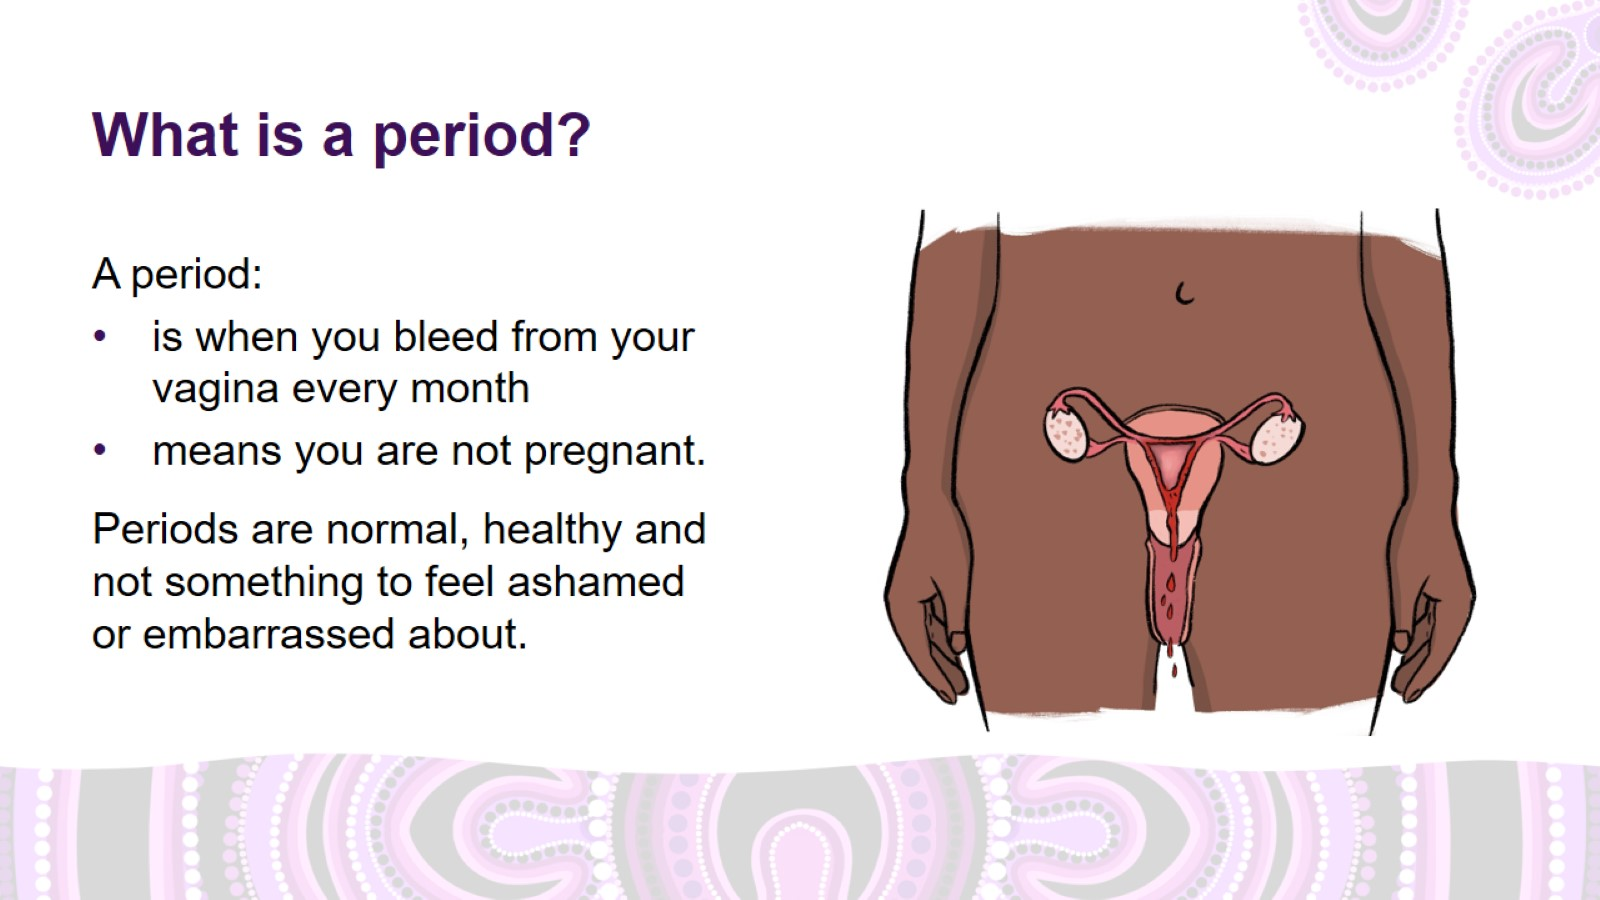 What is a period?
A period:
• is when you bleed from your
vagina every month
• means you are not pregnant.
Periods are normal, healthy and
not something to feel ashamed
or embarrassed about.